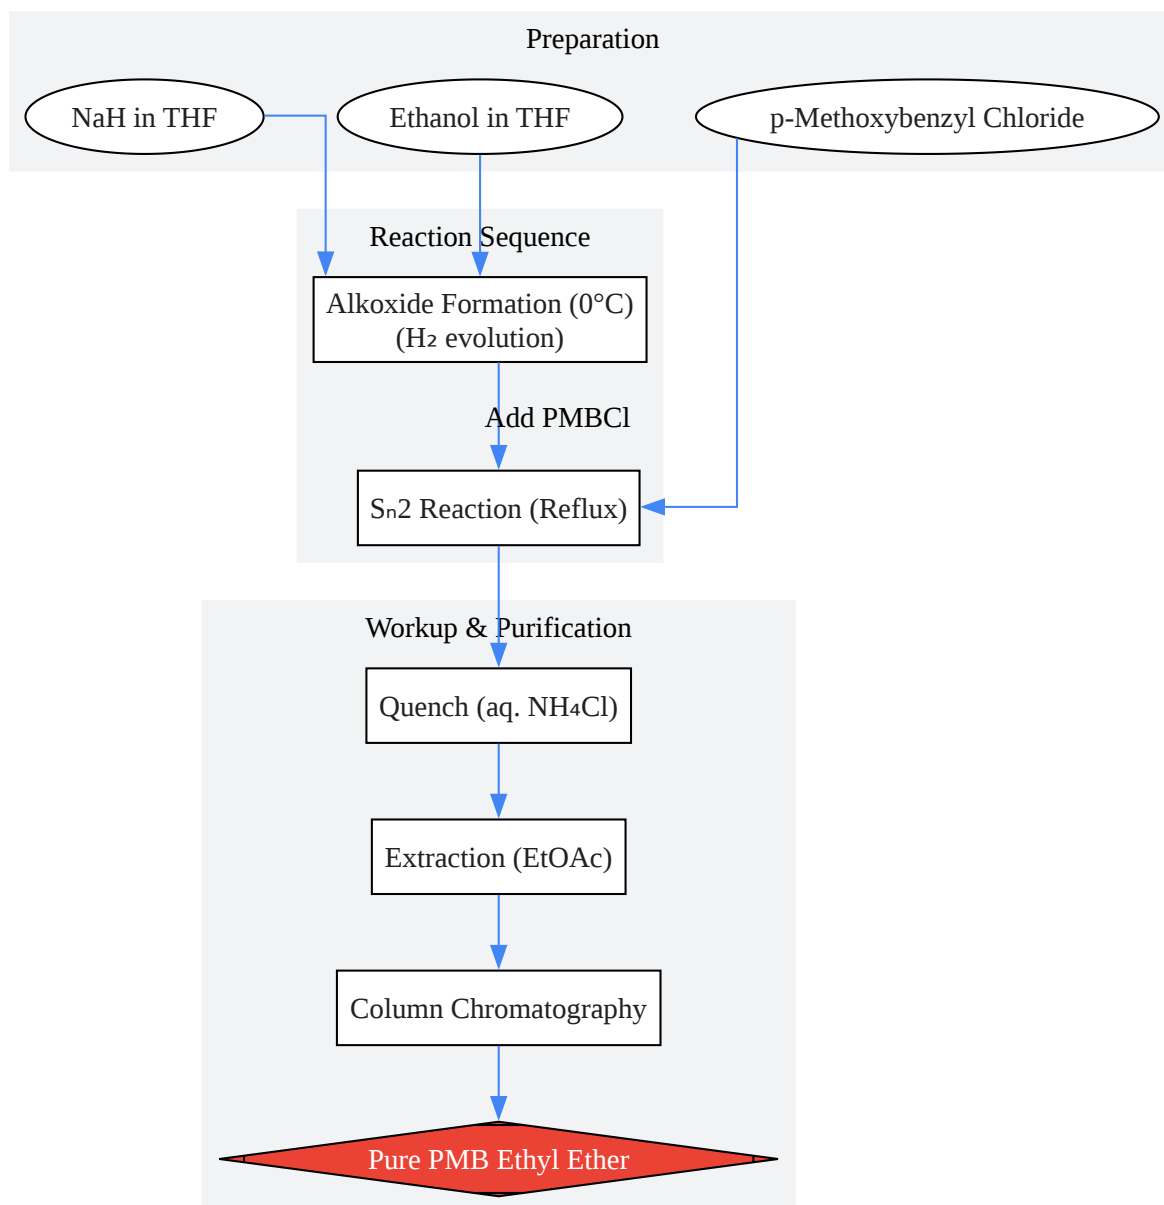 Preparation
NaH in THF
Ethanol in THF
p-Methoxybenzyl Chloride
Reaction Sequence
Alkoxide Formation (0°C)
(H₂ evolution)
Add PMBCl
Sₙ2 Reaction (Reflux)
Workup & Purification
Quench (aq. NH₄Cl)
Extraction (EtOAc)
Column Chromatography
Pure PMB Ethyl Ether